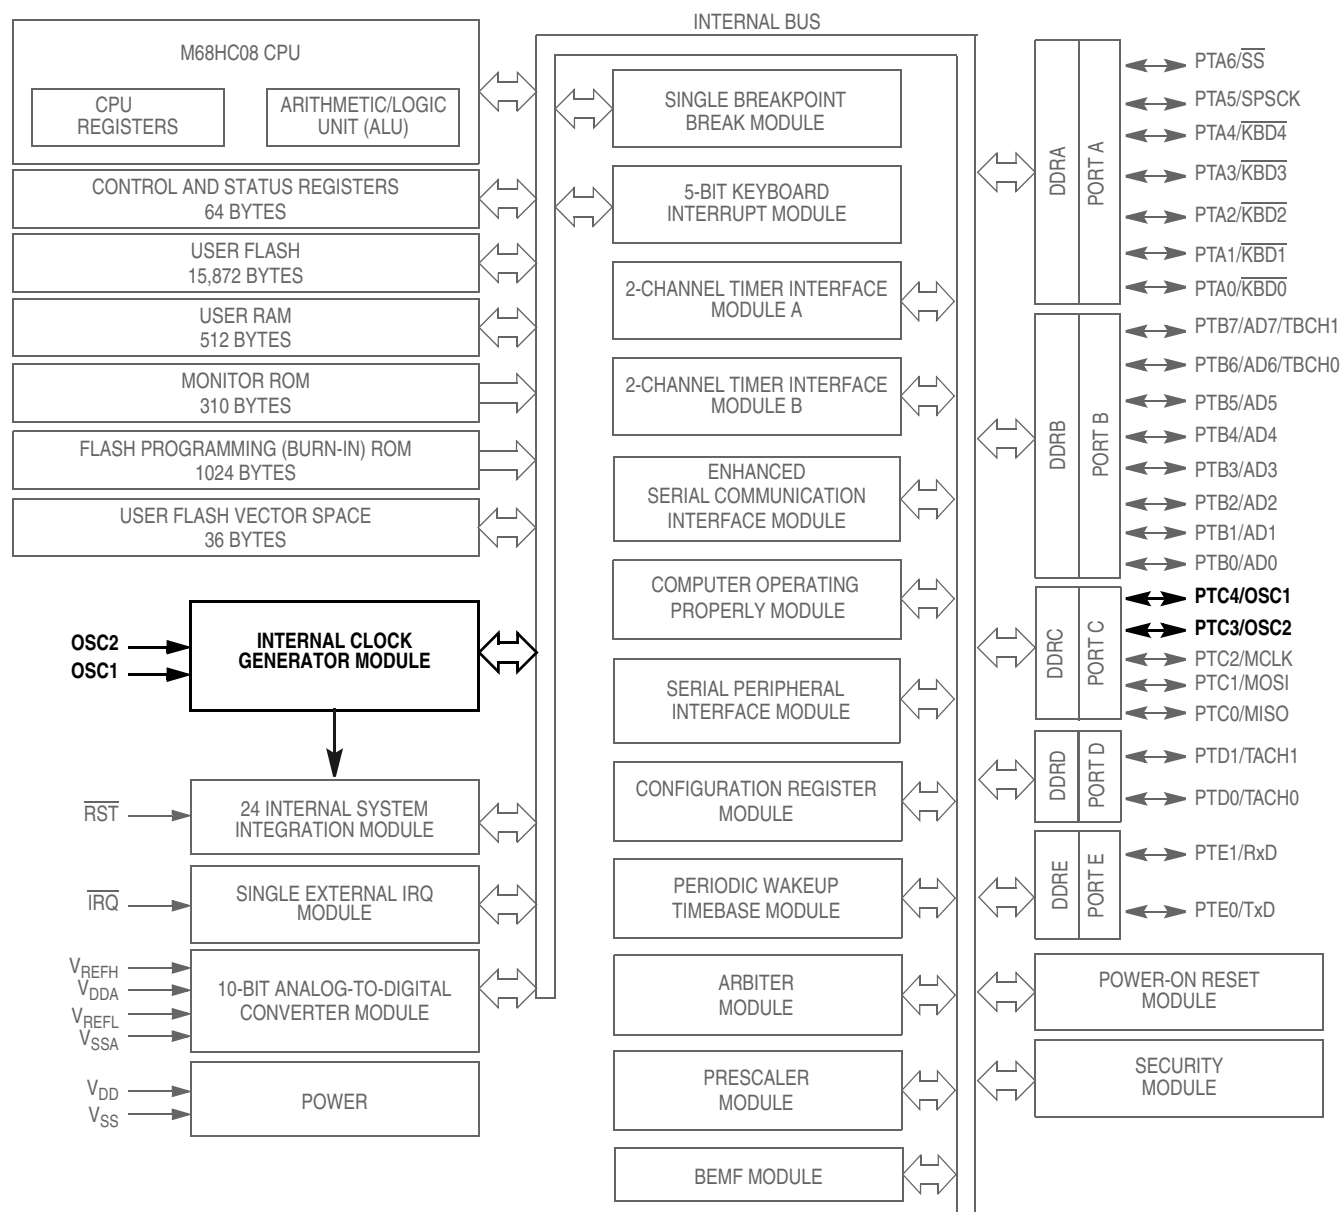 INTERNAL BUS
M68HC08 CPU
CPU
REGISTERS
ARITHMETIC/LOGIC
UNIT (ALU)
CONTROL AND STATUS REGISTERS
64 BYTES
USER FLASH
15,872 BYTES
USER RAM
512 BYTES
MONITOR ROM
310 BYTES
FLASH PROGRAMMING (BURN-IN) ROM
1024 BYTES
USER FLASH VECTOR SPACE
36 BYTES
OSC2
OSC1
INTERNAL CLOCK
GENERATOR MODULE
RST
24 INTERNAL SYSTEM
INTEGRATION MODULE
IRQ
SINGLE EXTERNAL IRQ
MODULE
VREFH
VDDA
VREFL
VSSA
10-BIT ANALOG-TO-DIGITAL
CONVERTER MODULE
VDD
VSS
POWER
SINGLE BREAKPOINT
BREAK MODULE
5-BIT KEYBOARD
INTERRUPT MODULE
2-CHANNEL TIMER INTERFACE
MODULE A
2-CHANNEL TIMER INTERFACE
MODULE B
ENHANCED
SERIAL COMMUNICATION
INTERFACE MODULE
COMPUTER OPERATING
PROPERLY MODULE
SERIAL PERIPHERAL
INTERFACE MODULE
CONFIGURATION REGISTER
MODULE
PERIODIC WAKEUP
TIMEBASE MODULE
ARBITER
MODULE
PRESCALER
MODULE
BEMF MODULE
DDRA
PORT A
PTA6/SS
PTA5/SPSCK
PTA4/KBD4
PTA3/KBD3
PTA2/KBD2
PTA1/KBD1
PTA0/KBD0
DDRB
PORT B
PTB7/AD7/TBCH1
PTB6/AD6/TBCH0
PTB5/AD5
PTB4/AD4
PTB3/AD3
PTB2/AD2
PTB1/AD1
PTB0/AD0
DDRC
PORT C
PTC4/OSC1
PTC3/OSC2
PTC2/MCLK
PTC1/MOSI
PTC0/MISO
DDRD
PORT D
PTD1/TACH1
PTD0/TACH0
DDRE
PORT E
PTE1/RxD
PTE0/TxD
POWER-ON RESET
MODULE
SECURITY
MODULE